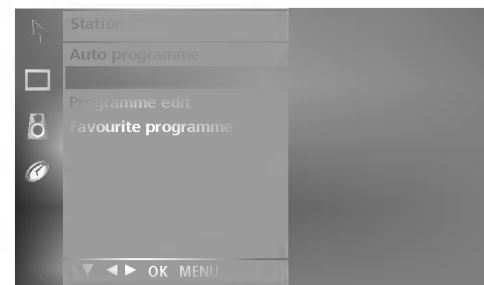 Station
Auto programme
Programme edit
Favourite programme
▲▼ ◄► OK MENU